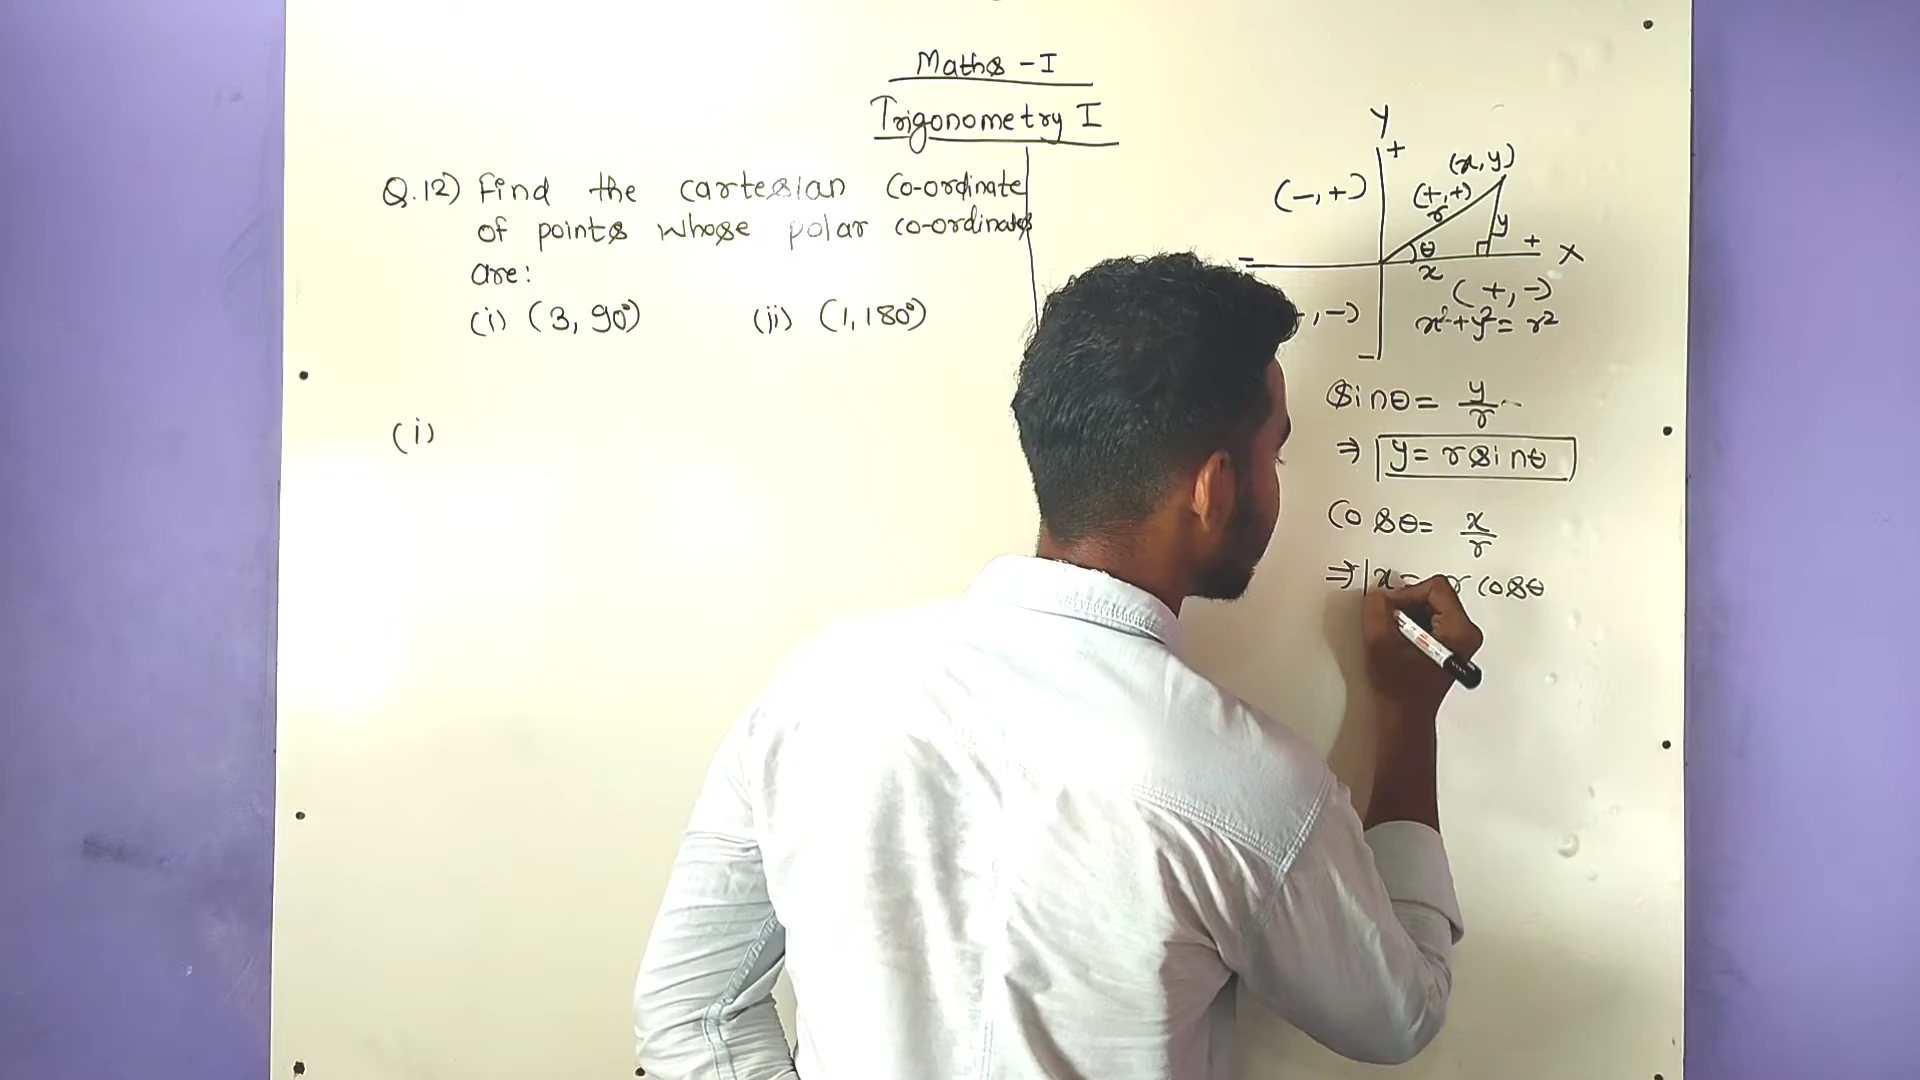 Maths - I
Trigonometry I
Q.12) Find the cartesian co-ordinate
of points whose polar co-ordinates
are:
(i) (3, 90°) (ii) (1, 180°)
(i)
Y
+
(x, y)
(-, +)
(+, +)
r
y
θ
+
X
x
(+, -)
, -)
x²+y²= r²
-
sinθ= y/r
⇒ y= rsinθ
cosθ= x/r
⇒ x= r cosθ